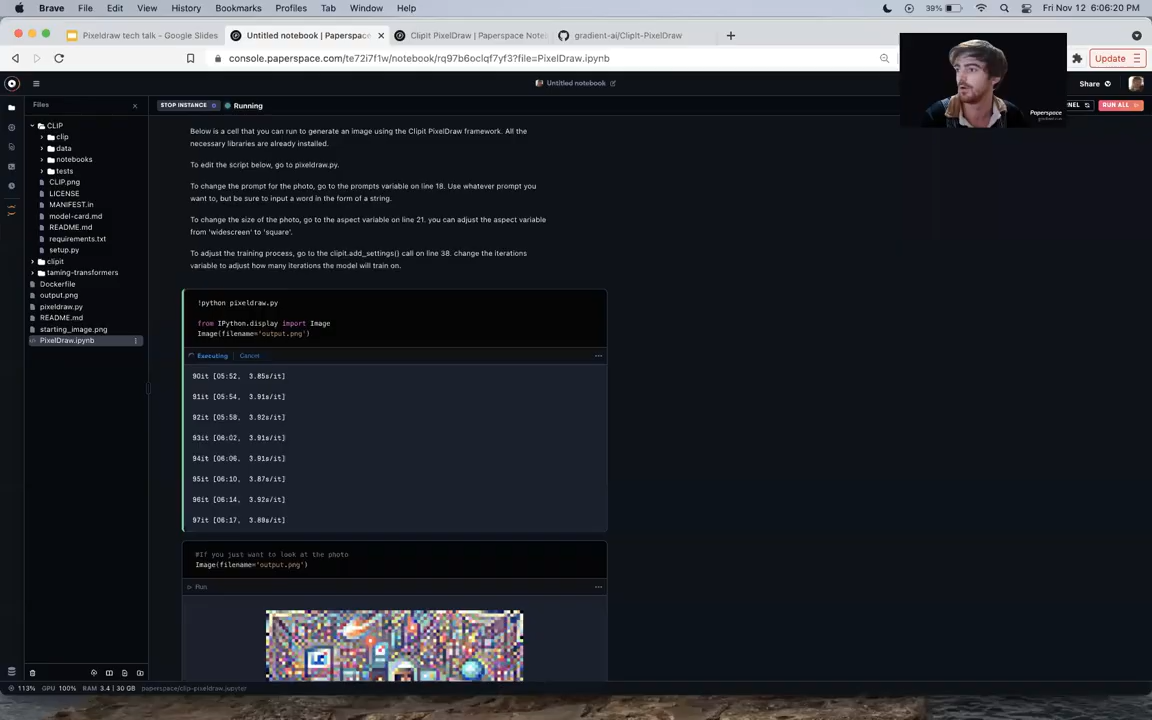 Brave File Edit View History Bookmarks Profiles Tab Window Help 39% Fri Nov 12 6:06:20 PM
Pixeldraw tech talk - Google Slides Untitled notebook | Paperspace Clipit PixelDraw | Paperspace Note gradient-ai/ClipIt-PixelDraw
console.paperspace.com/te72i7f1w/notebook/rq97b6oclqf7yf3?file=PixelDraw.ipynb Update
Untitled notebook Share
Files STOP INSTANCE Running RUN ALL
Paperspace
CLIP
clip
data
notebooks
tests
CLIP.png
LICENSE
MANIFEST.in
model-card.md
README.md
requirements.txt
setup.py
clipit
taming-transformers
Dockerfile
output.png
pixeldraw.py
README.md
starting_image.png
PixelDraw.ipynb
Below is a cell that you can run to generate an image using the Clipit PixelDraw framework. All the
necessary libraries are already installed.
To edit the script below, go to pixeldraw.py.
To change the prompt for the photo, go to the prompts variable on line 18. Use whatever prompt you
want to, but be sure to input a word in the form of a string.
To change the size of the photo, go to the aspect variable on line 21. you can adjust the aspect variable
from 'widescreen' to 'square'.
To adjust the training process, go to the clipit.add_settings() call on line 38. change the iterations
variable to adjust how many iterations the model will train on.
!python pixeldraw.py
from IPython.display import Image
Image(filename='output.png')
Executing Cancel
90it [05:52, 3.85s/it]
91it [05:54, 3.91s/it]
92it [05:58, 3.92s/it]
93it [06:02, 3.91s/it]
94it [06:06, 3.91s/it]
95it [06:10, 3.87s/it]
96it [06:14, 3.92s/it]
97it [06:17, 3.89s/it]
#If you just want to look at the photo
Image(filename='output.png')
Run
113% GPU 100% RAM 3.4 | 30 GB paperspace/clip-pixeldraw:jupyter